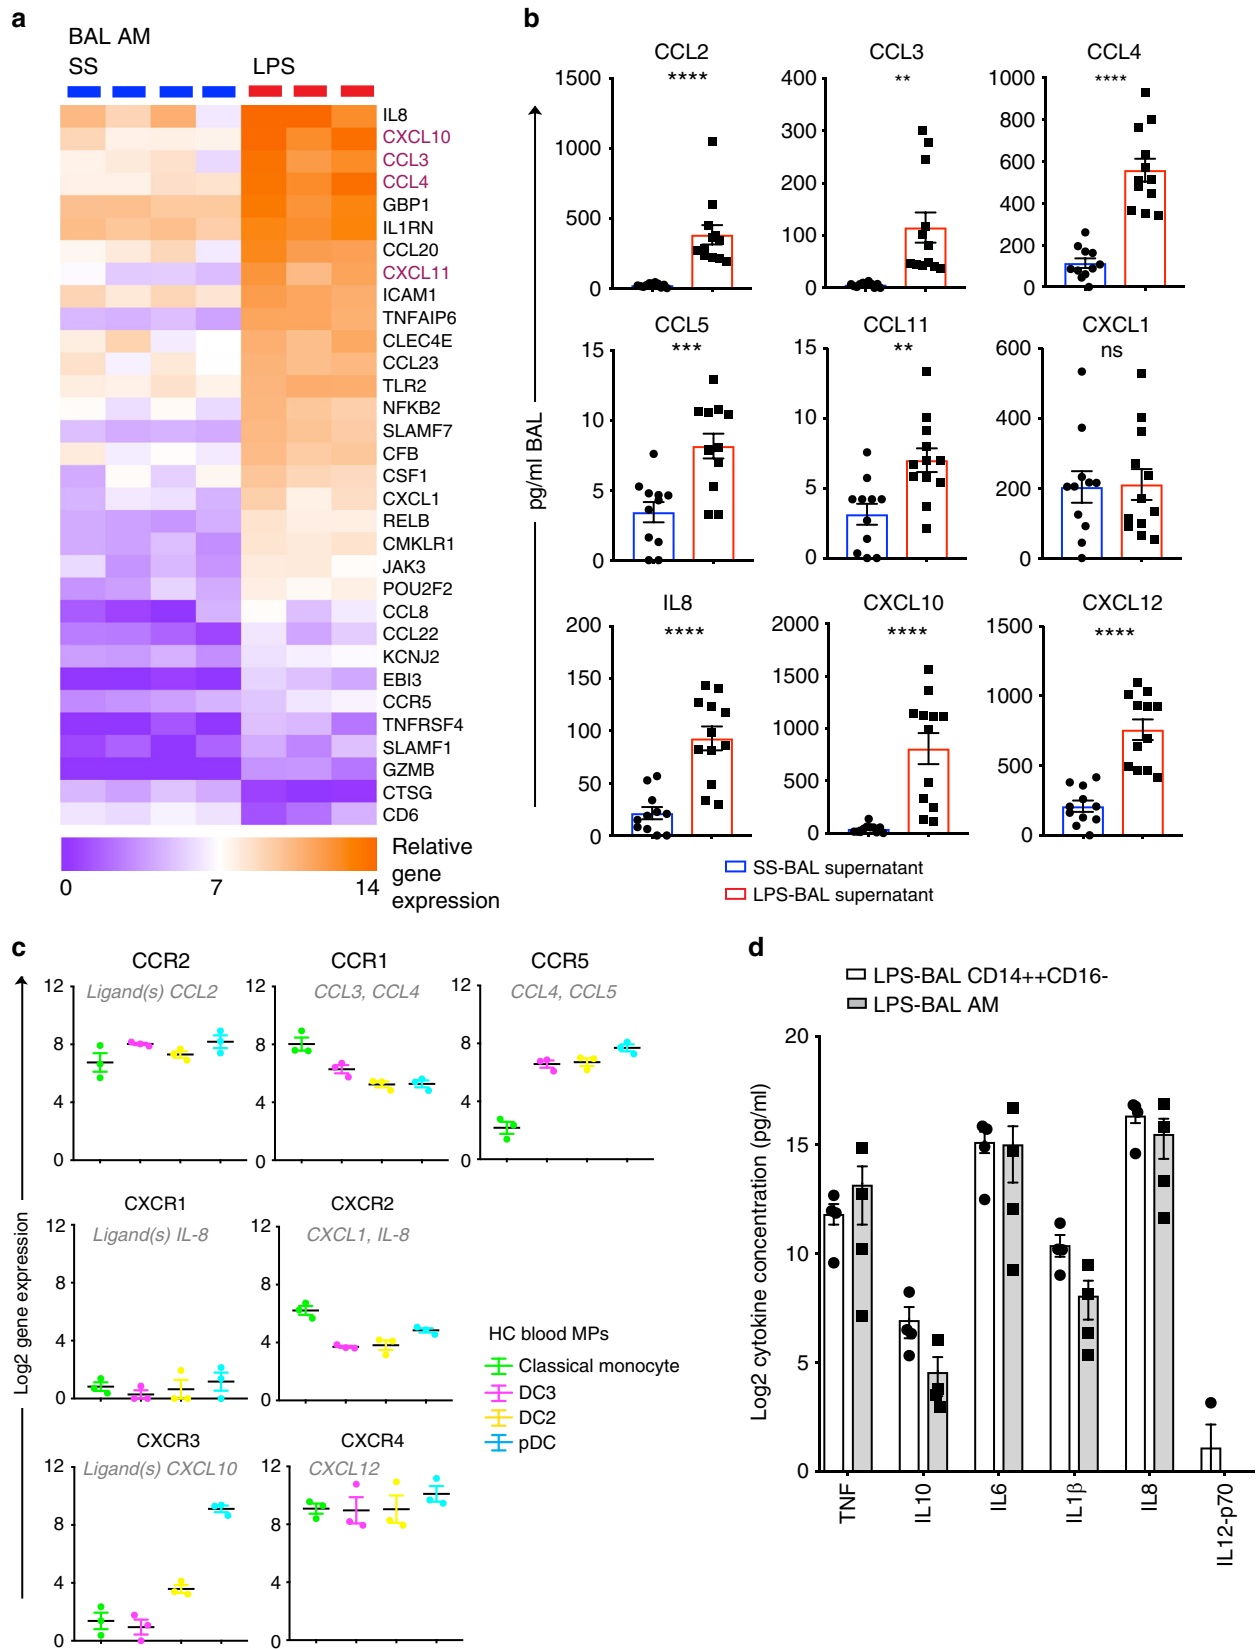 a
BAL AM
SS LPS
IL8
CXCL10
CCL3
CCL4
GBP1
IL1RN
CCL20
CXCL11
ICAM1
TNFAIP6
CLEC4E
CCL23
TLR2
NFKB2
SLAMF7
CFB
CSF1
CXCL1
RELB
CMKLR1
JAK3
POU2F2
CCL8
CCL22
KCNJ2
EBI3
CCR5
TNFRSF4
SLAMF1
GZMB
CTSG
CD6
0 7 14
Relative
gene
expression
b
pg/ml BAL
CCL2
****
1500
1000
500
0
CCL3
**
400
300
200
100
0
CCL4
****
1000
800
600
400
200
0
CCL5
***
15
10
5
0
CCL11
**
15
10
5
0
CXCL1
ns
600
400
200
0
IL8
****
200
150
100
50
0
CXCL10
****
2000
1500
1000
500
0
CXCL12
****
1500
1000
500
0
SS-BAL supernatant
LPS-BAL supernatant
c
Log2 gene expression
CCR2
Ligand(s) CCL2
12
8
4
0
CCR1
CCL3, CCL4
12
8
4
0
CCR5
CCL4, CCL5
12
8
4
0
CXCR1
Ligand(s) IL-8
12
8
4
0
CXCR2
CXCL1, IL-8
12
8
4
0
HC blood MPs
Classical monocyte
DC3
DC2
pDC
CXCR3
Ligand(s) CXCL10
12
8
4
0
CXCR4
CXCL12
12
8
4
0
d
LPS-BAL CD14++CD16-
LPS-BAL AM
Log2 cytokine concentration (pg/ml)
20
15
10
5
0
TNF
IL10
IL6
IL1β
IL8
IL12-p70